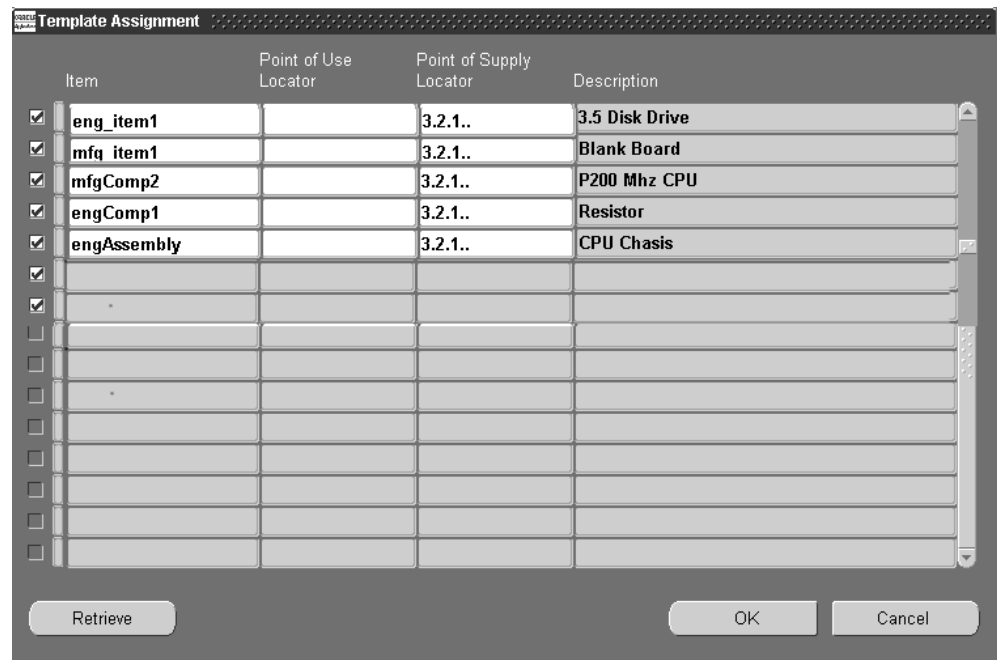 ORACLE
Applications
Template Assignment
Point of Use Point of Supply
Item Locator Locator Description
eng_item1 3.2.1.. 3.5 Disk Drive
mfg_item1 3.2.1.. Blank Board
mfgComp2 3.2.1.. P200 Mhz CPU
engComp1 3.2.1.. Resistor
engAssembly 3.2.1.. CPU Chasis
Retrieve OK Cancel